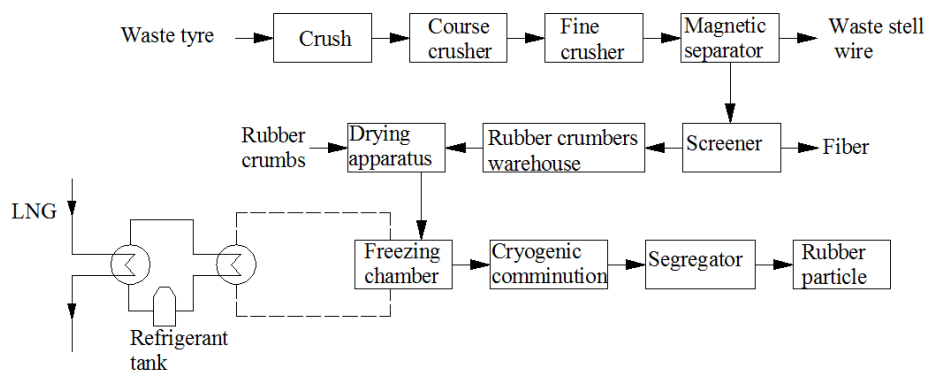 Waste tyre
Crush
Course
crusher
Fine
crusher
Magnetic
separator
Waste stell
wire
Rubber
crumbs
Drying
apparatus
Rubber crumbers
warehouse
Screener
Fiber
LNG
Freezing
chamber
Cryogenic
comminution
Segregator
Rubber
particle
Refrigerant
tank